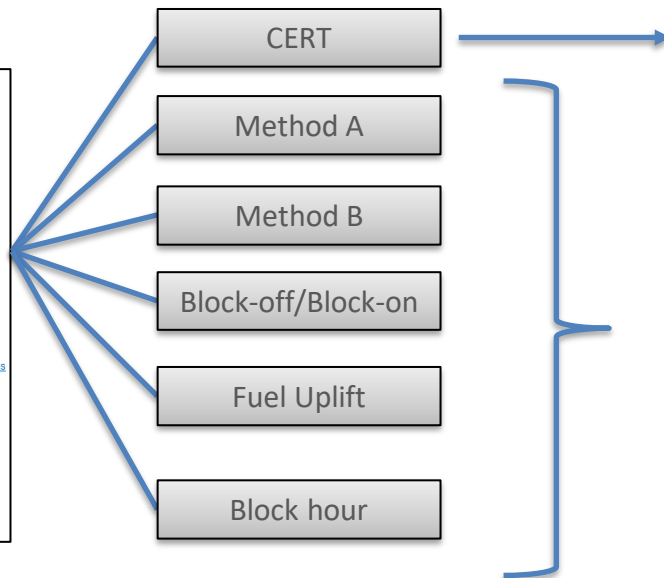 CERT
Method A
Method B
Block-off/Block-on
Fuel Uplift
Block hour